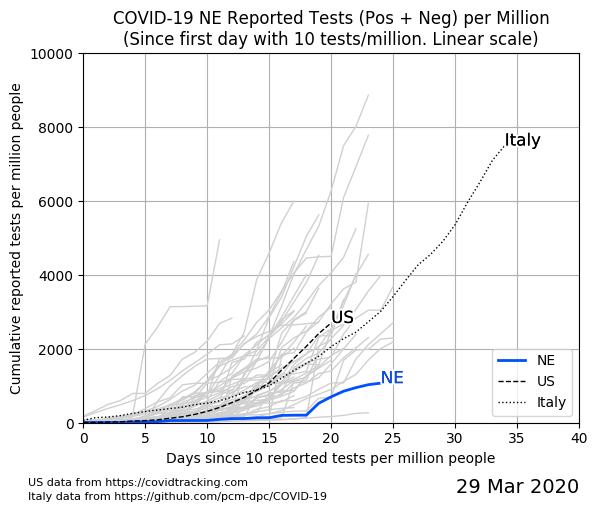 COVID-19 NE Reported Tests (Pos + Neg) per Million
(Since first day with 10 tests/million. Linear scale)
Cumulative reported tests per million people
10000
8000
6000
4000
2000
0
Italy
US
NE
NE
US
Italy
0 5 10 15 20 25 30 35 40
Days since 10 reported tests per million people
US data from https://covidtracking.com
Italy data from https://github.com/pcm-dpc/COVID-19
29 Mar 2020